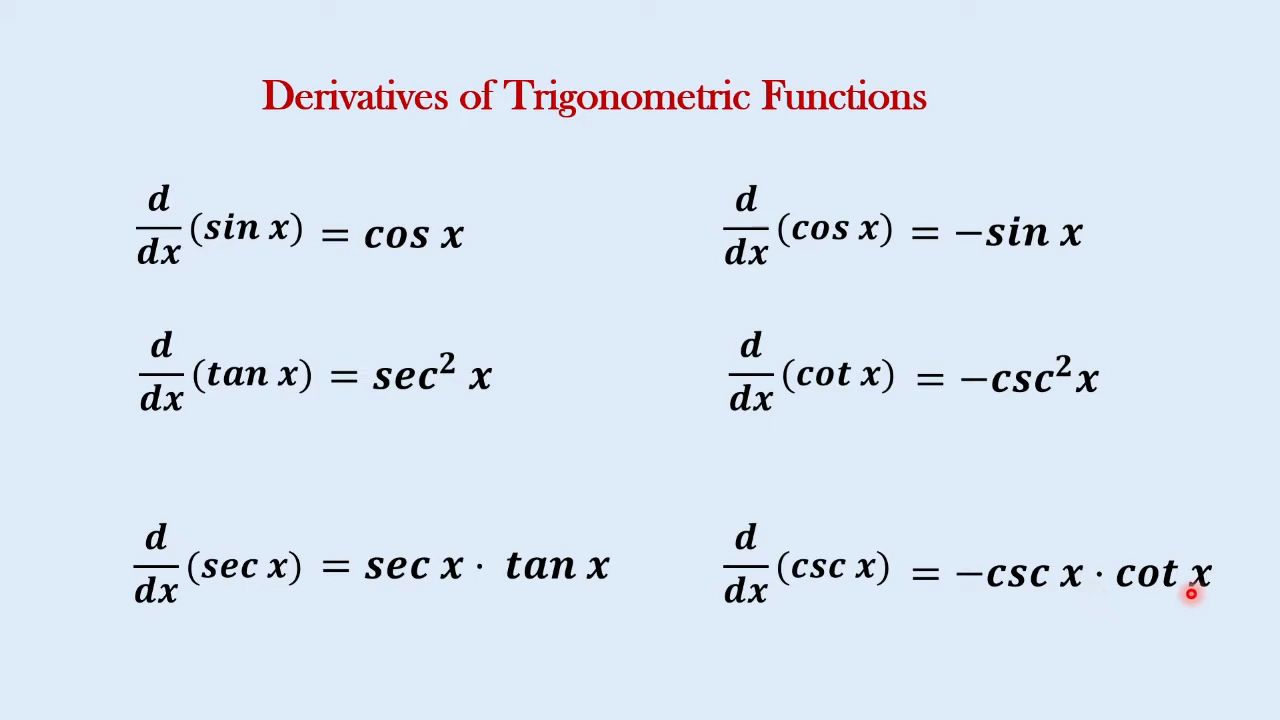 Derivatives of Trigonometric Functions
d/dx (sin x) = cos x
d/dx (cos x) = −sin x
d/dx (tan x) = sec² x
d/dx (cot x) = −csc²x
d/dx (sec x) = sec x · tan x
d/dx (csc x) = −csc x · cot x